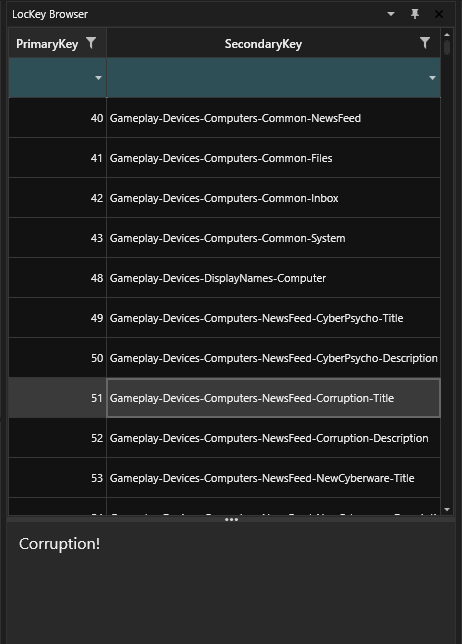 LocKey Browser
PrimaryKey SecondaryKey
40 Gameplay-Devices-Computers-Common-NewsFeed
41 Gameplay-Devices-Computers-Common-Files
42 Gameplay-Devices-Computers-Common-Inbox
43 Gameplay-Devices-Computers-Common-System
48 Gameplay-Devices-DisplayNames-Computer
49 Gameplay-Devices-Computers-NewsFeed-CyberPsycho-Title
50 Gameplay-Devices-Computers-NewsFeed-CyberPsycho-Description
51 Gameplay-Devices-Computers-NewsFeed-Corruption-Title
52 Gameplay-Devices-Computers-NewsFeed-Corruption-Description
53 Gameplay-Devices-Computers-NewsFeed-NewCyberware-Title
Corruption!